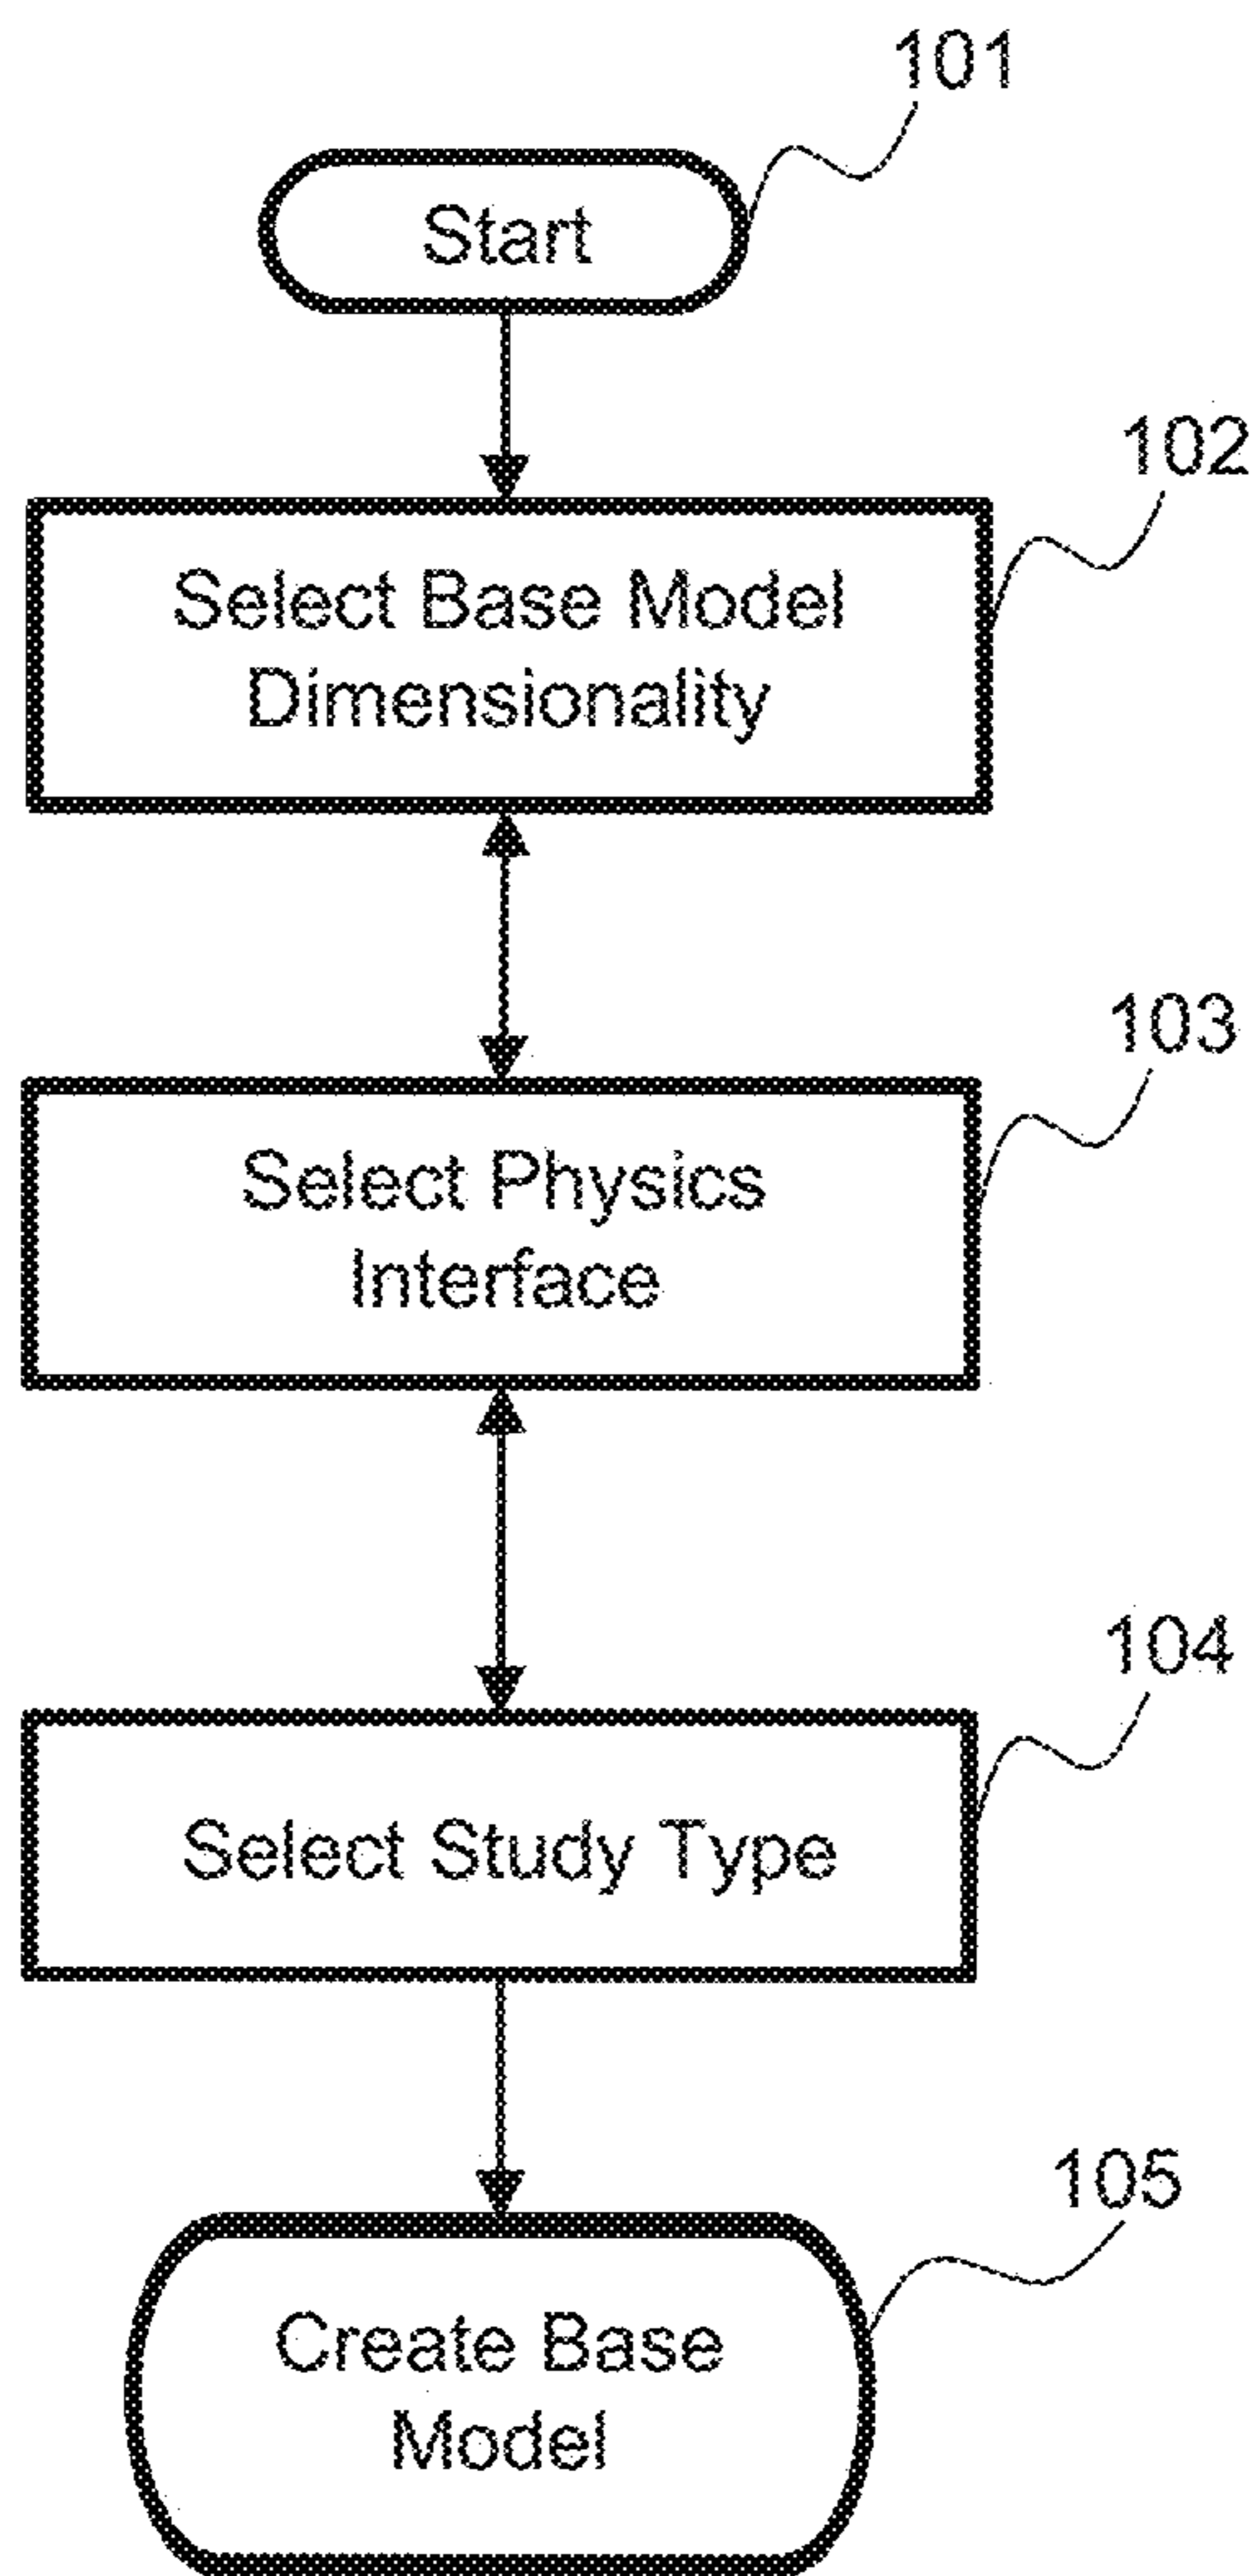 101
Start
102
Select Base Model
Dimensionality
103
Select Physics
Interface
104
Select Study Type
105
Create Base
Model